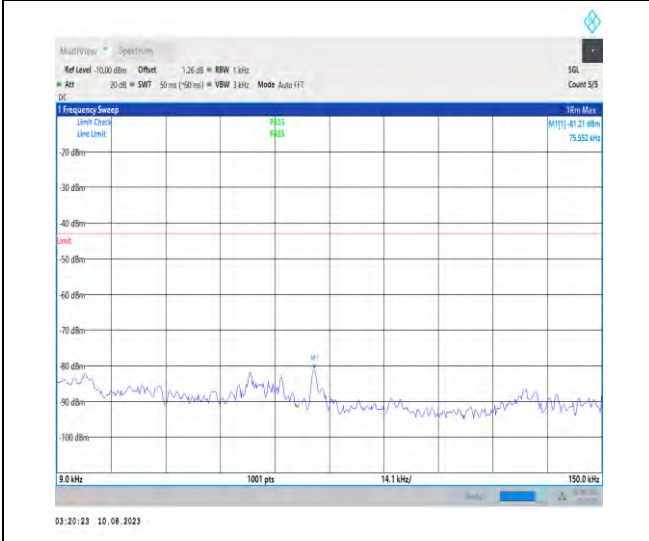 MultiView Spectrum
Ref Level -10.00 dBm Offset 1.26 dB RBW 1 kHz SGL
Att 20 dB SWT 50 ms (~60 ms) VBW 3 kHz Mode Auto FFT Count 5/5
DC
1 Frequency Sweep 1Rm Max
Limit Check PASS M1[1] -81.21 dBm
Line Limit PASS 75.552 kHz
-20 dBm
-30 dBm
-40 dBm
Limit
-50 dBm
-60 dBm
-70 dBm
M1
-80 dBm
-90 dBm
-100 dBm
9.0 kHz 1001 pts 14.1 kHz/ 150.0 kHz
03:20:23 10.08.2023